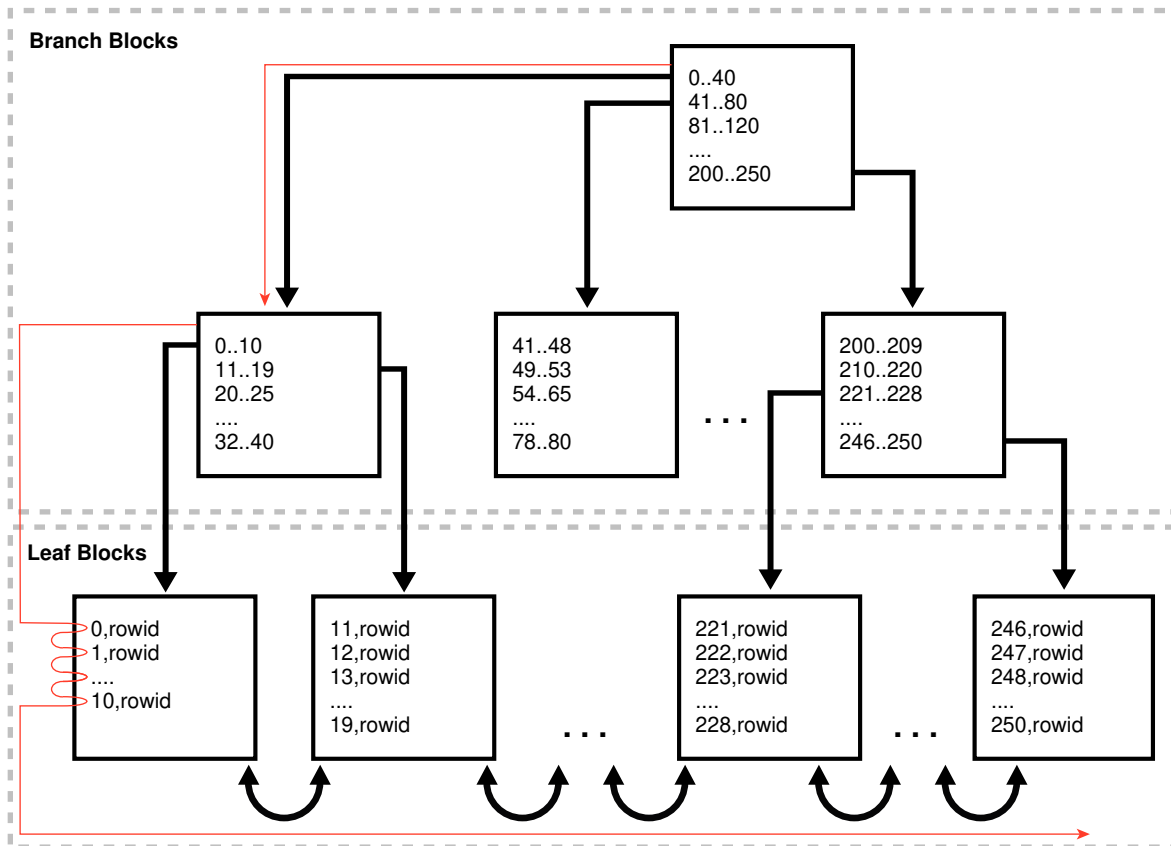 Branch Blocks
0..40
41..80
81..120
....
200..250
0..10
11..19
20..25
....
32..40
41..48
49..53
54..65
....
78..80
. . .
200..209
210..220
221..228
....
246..250
Leaf Blocks
0,rowid
1,rowid
....
10,rowid
11,rowid
12,rowid
13,rowid
....
19,rowid
. . .
221,rowid
222,rowid
223,rowid
....
228,rowid
. . .
246,rowid
247,rowid
248,rowid
....
250,rowid